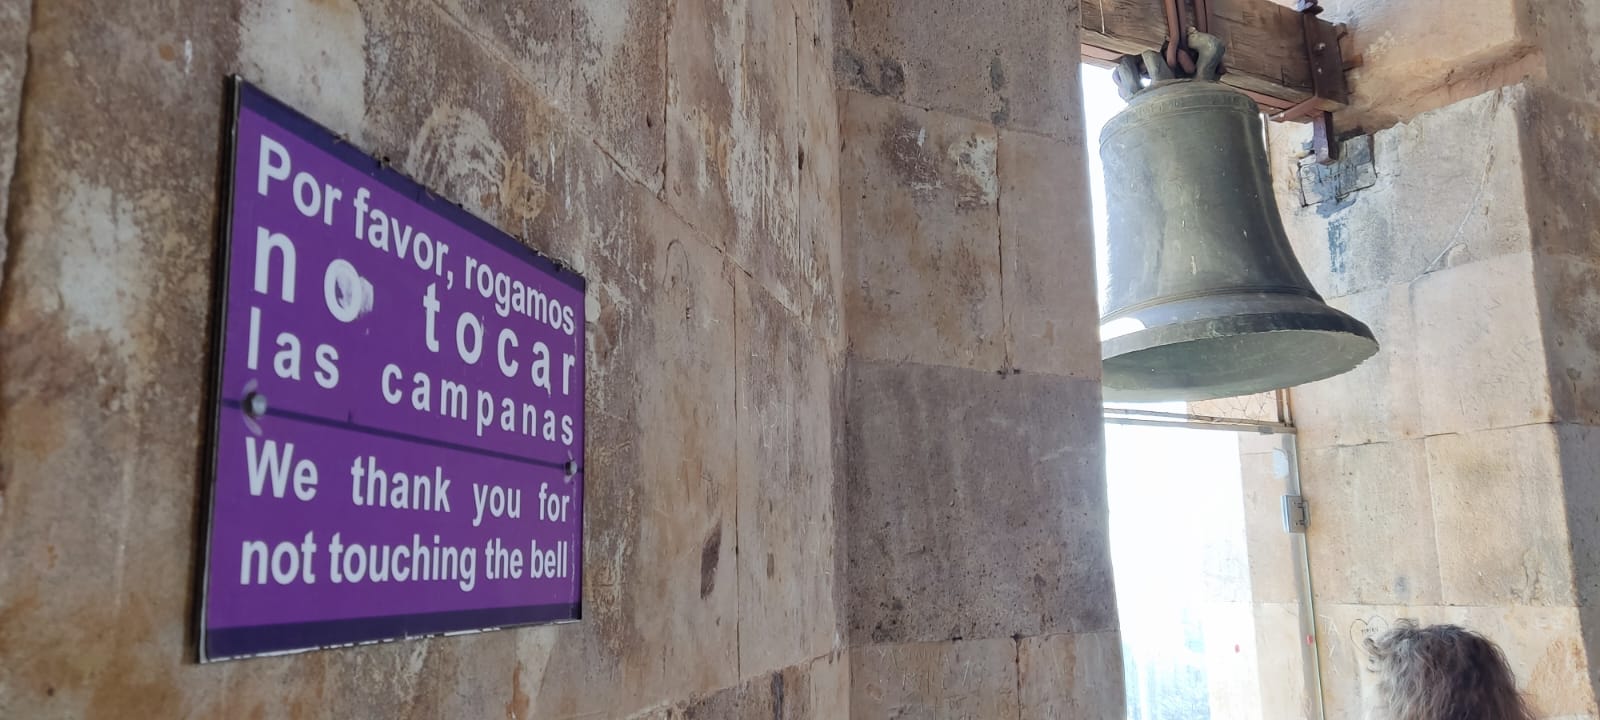 Por favor, rogamos
no tocar
las campanas
We thank you for
not touching the bell